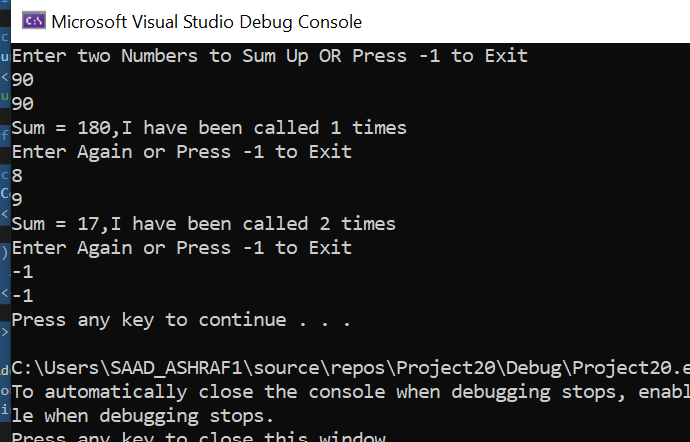 Microsoft Visual Studio Debug Console
Enter two Numbers to Sum Up OR Press -1 to Exit
90
90
Sum = 180,I have been called 1 times
Enter Again or Press -1 to Exit
8
9
Sum = 17,I have been called 2 times
Enter Again or Press -1 to Exit
-1
-1
Press any key to continue . . .
C:\Users\SAAD_ASHRAF1\source\repos\Project20\Debug\Project20.e
To automatically close the console when debugging stops, enabl
le when debugging stops.
Press any key to close this window